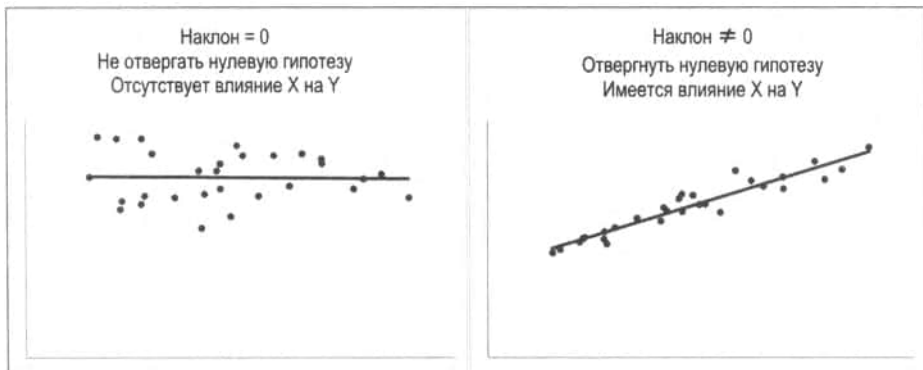 Наклон = 0
Не отвергать нулевую гипотезу
Отсутствует влияние X на Y
Наклон ≠ 0
Отвергнуть нулевую гипотезу
Имеется влияние X на Y